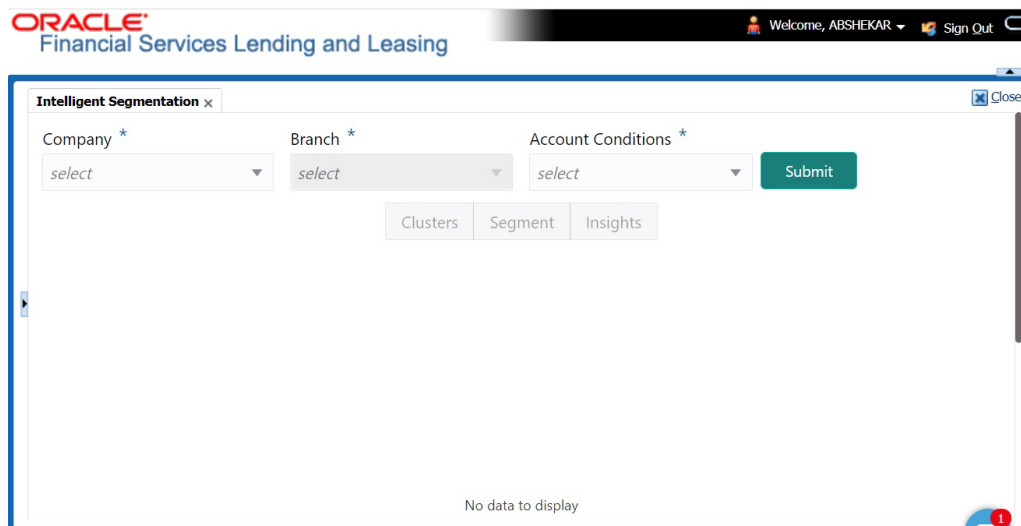 ORACLE
Financial Services Lending and Leasing
Welcome, ABSHEKAR
Sign Out
Intelligent Segmentation ×
Close
Company *
Branch *
Account Conditions *
select
select
select
Submit
Clusters
Segment
Insights
No data to display
1